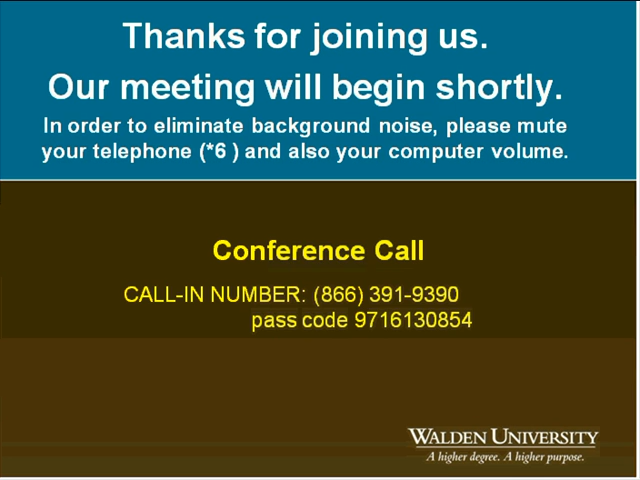 Thanks for joining us.
Our meeting will begin shortly.
In order to eliminate background noise, please mute
your telephone (*6 ) and also your computer volume.
Conference Call
CALL-IN NUMBER: (866) 391-9390
pass code 9716130854
WALDEN UNIVERSITY
A higher degree. A higher purpose.